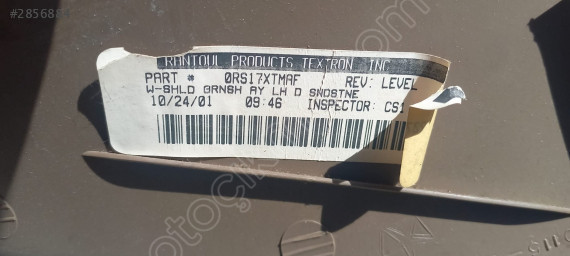 #285688
RANTOUL PRODUCTS TEXTRON, INC
PART # 0RS17XTMAF REV: LEVEL
W-SHLD GRNSH AY LH D SNDSTNE
10/24/01 09:46 INSPECTOR: CS1